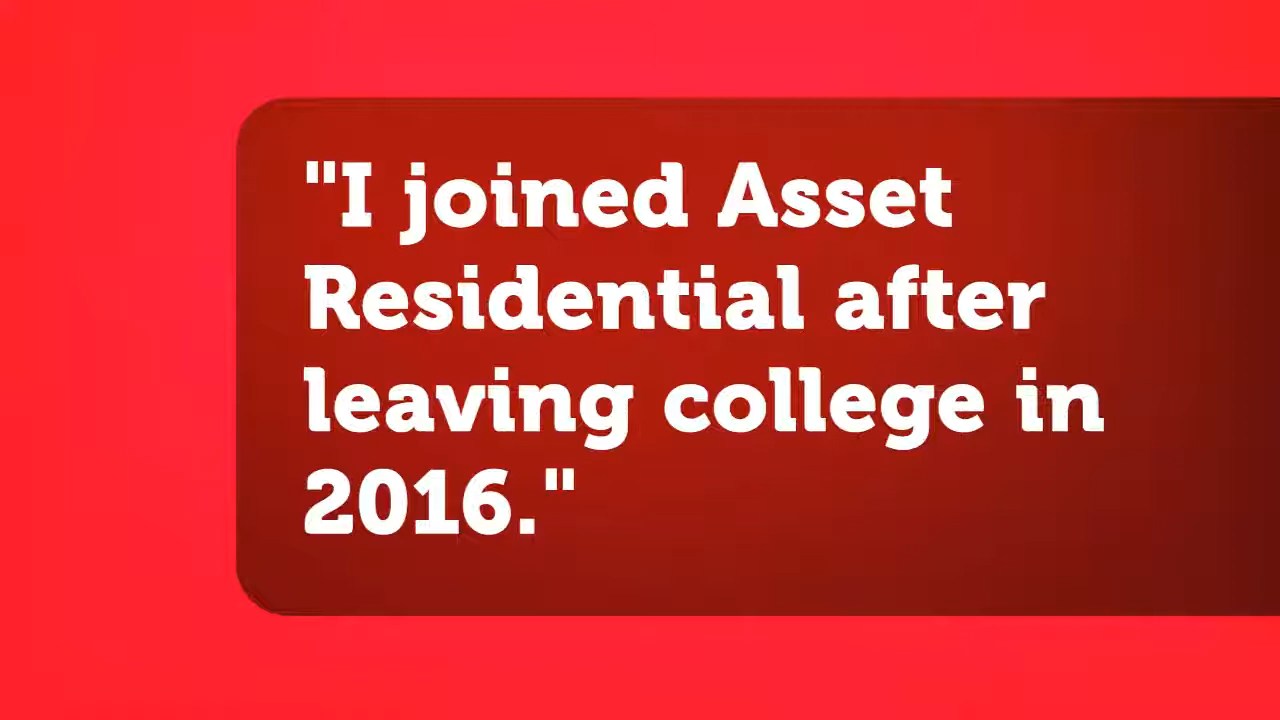 "I joined Asset
Residential after
leaving college in
2016."